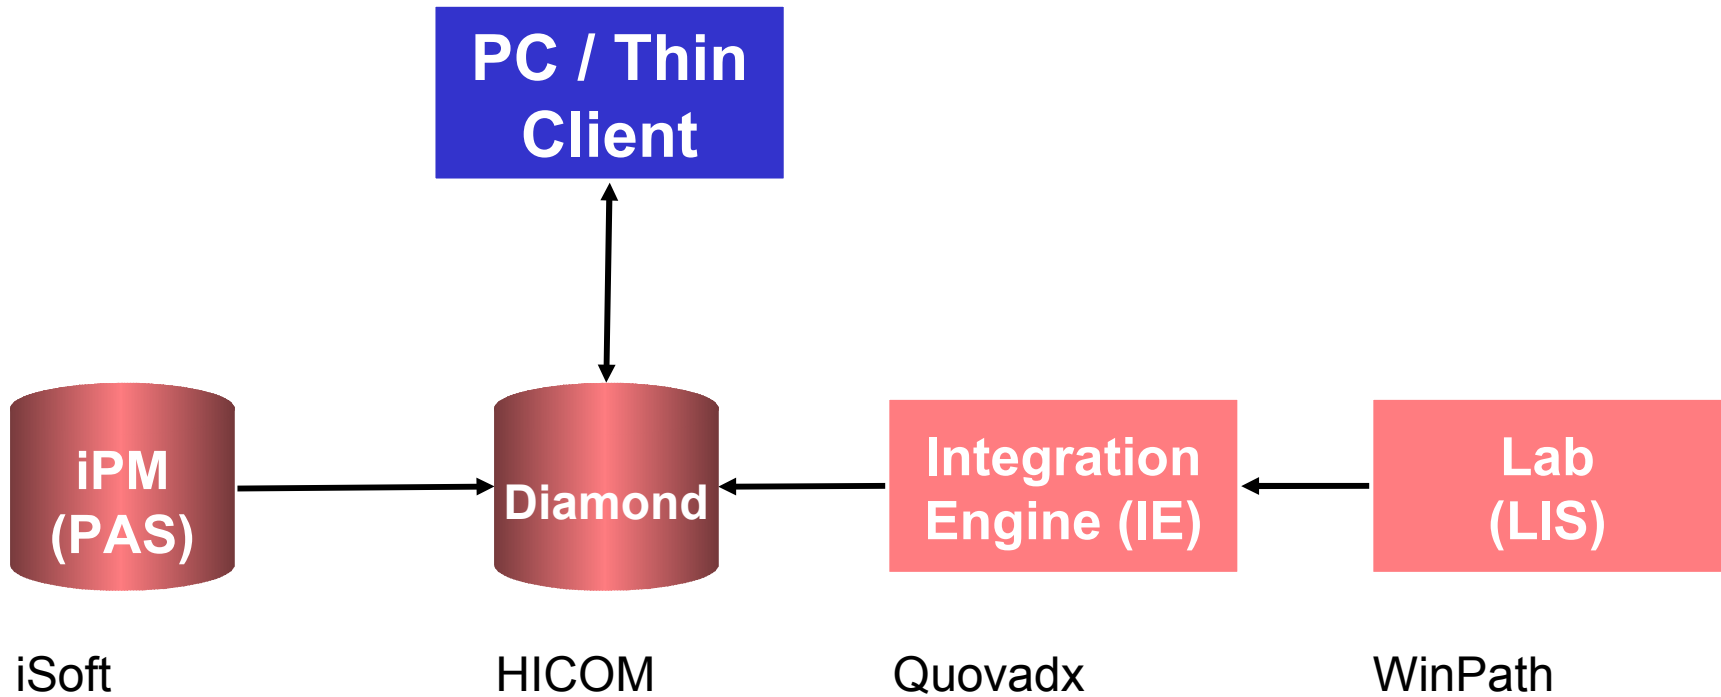 PC / Thin
Client
iPM
(PAS)
Diamond
Integration
Engine (IE)
Lab
(LIS)
iSoft
HICOM
Quovadx
WinPath